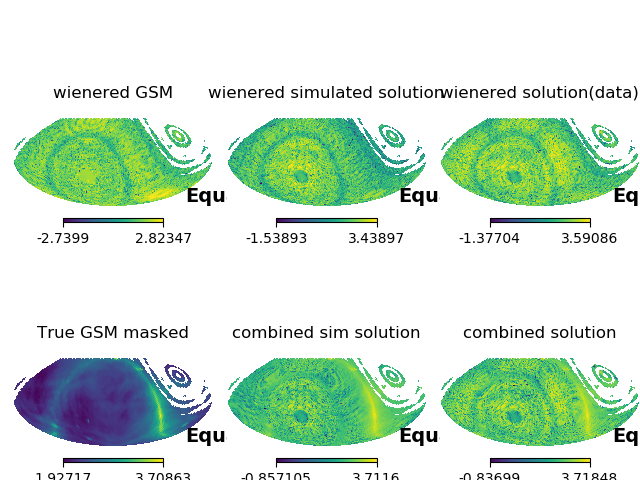 wienered GSM
wienered simulated solution
wienered solution(data)
Equ
Equ
Eq
-2.7399 2.82347
-1.53893 3.43897
-1.37704 3.59086
True GSM masked
combined sim solution
combined solution
Equ
Equ
Eq
1.92717 3.70863
-0.857105 3.7116
-0.83699 3.71848